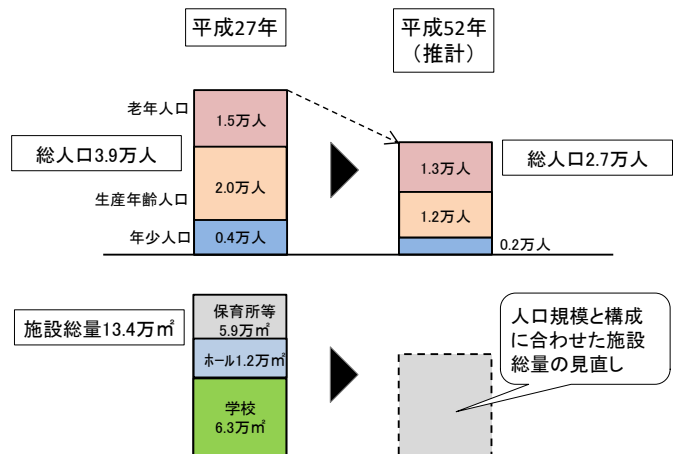 平成27年
平成52年
（推計）
老年人口
1.5万人
総人口3.9万人
2.0万人
生産年齢人口
年少人口
0.4万人
1.3万人
総人口2.7万人
1.2万人
0.2万人
施設総量13.4万㎡
保育所等
5.9万㎡
ホール1.2万㎡
学校
6.3万㎡
人口規模と構成
に合わせた施設
総量の見直し